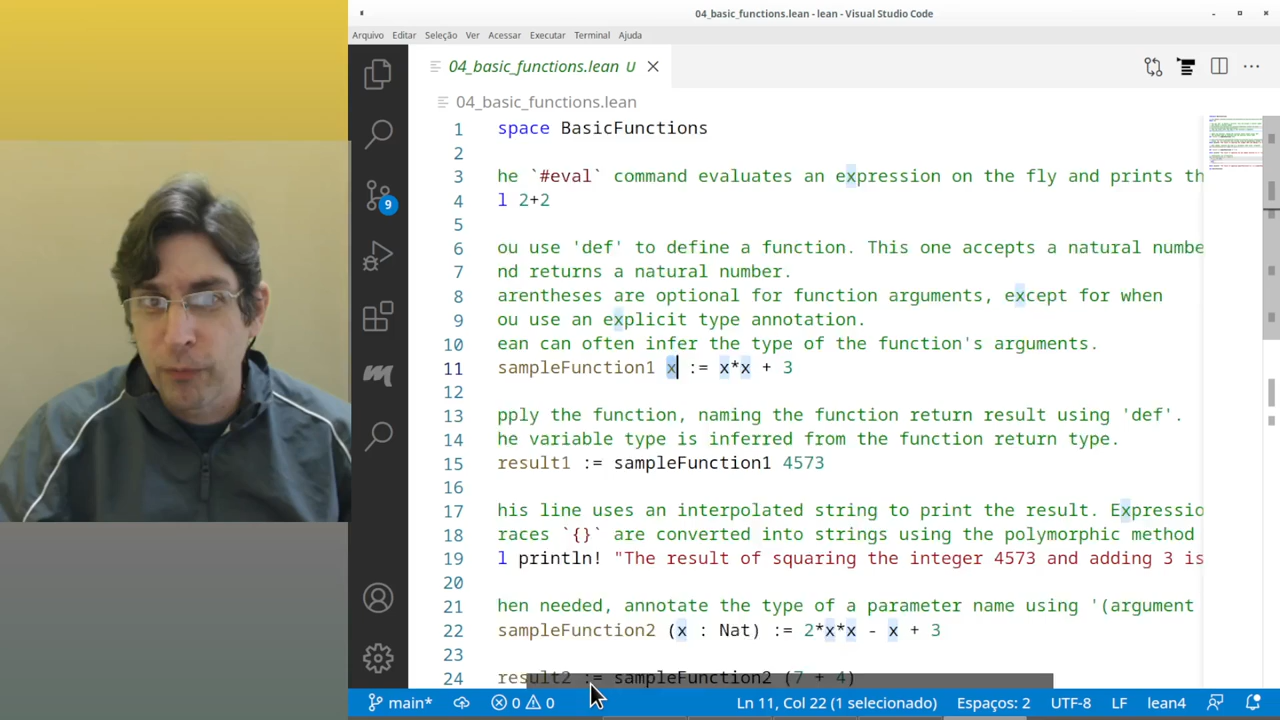 04_basic_functions.lean - lean - Visual Studio Code
Arquivo Editar Seleção Ver Acessar Executar Terminal Ajuda
04_basic_functions.lean U
04_basic_functions.lean
1 space BasicFunctions
2
3 he `#eval` command evaluates an expression on the fly and prints th
4 l 2+2
5
6 ou use 'def' to define a function. This one accepts a natural numbe
7 nd returns a natural number.
8 arentheses are optional for function arguments, except for when
9 ou use an explicit type annotation.
10 ean can often infer the type of the function's arguments.
11 sampleFunction1 x := x*x + 3
12
13 pply the function, naming the function return result using 'def'.
14 he variable type is inferred from the function return type.
15 result1 := sampleFunction1 4573
16
17 his line uses an interpolated string to print the result. Expressio
18 races `{}` are converted into strings using the polymorphic method
19 l println! "The result of squaring the integer 4573 and adding 3 is
20
21 hen needed, annotate the type of a parameter name using '(argument
22 sampleFunction2 (x : Nat) := 2*x*x - x + 3
23
24 result2 := sampleFunction2 (7 + 4)
9
main* 0 0 Ln 11, Col 22 (1 selecionado) Espaços: 2 UTF-8 LF lean4